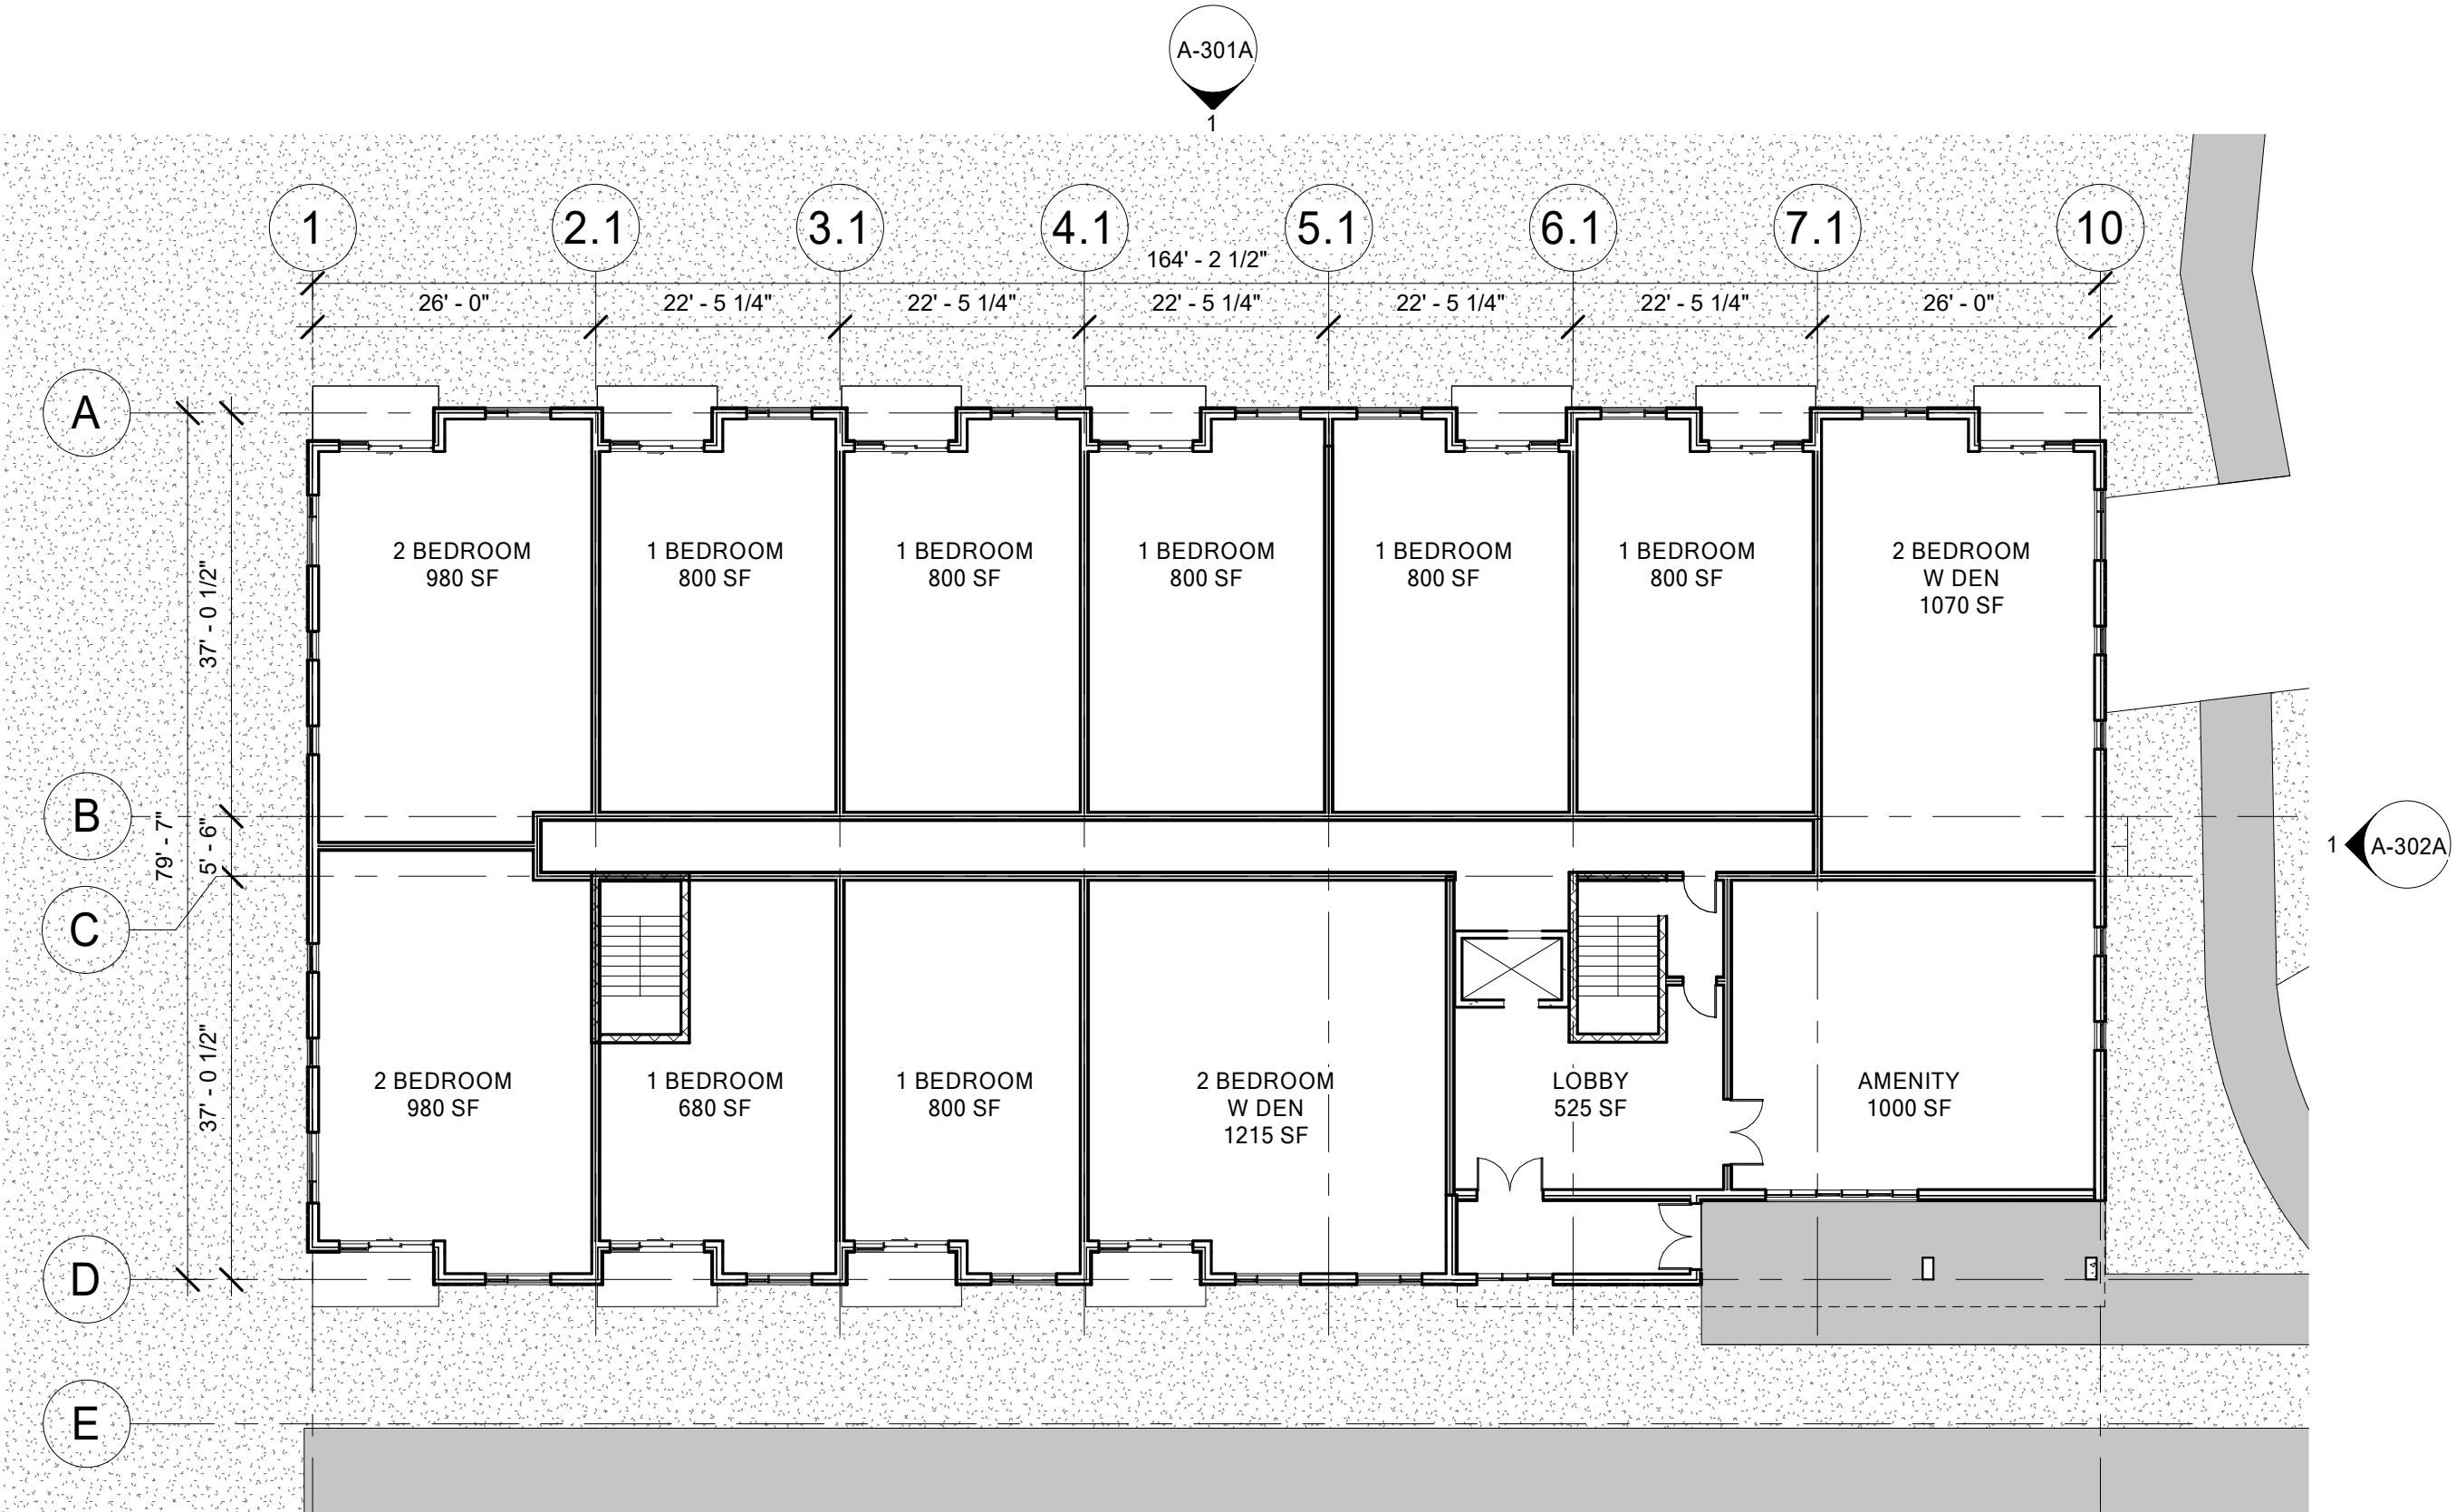 A-301A
1
1
2.1
3.1
4.1
5.1
6.1
7.1
10
164' - 2 1/2"
26' - 0"
22' - 5 1/4"
22' - 5 1/4"
22' - 5 1/4"
22' - 5 1/4"
22' - 5 1/4"
26' - 0"
A
B
C
D
E
37' - 0 1/2"
79' - 7"
5' - 6"
37' - 0 1/2"
2 BEDROOM
980 SF
1 BEDROOM
800 SF
1 BEDROOM
800 SF
1 BEDROOM
800 SF
1 BEDROOM
800 SF
1 BEDROOM
800 SF
2 BEDROOM
W DEN
1070 SF
1
A-302A
2 BEDROOM
980 SF
1 BEDROOM
680 SF
1 BEDROOM
800 SF
2 BEDROOM
W DEN
1215 SF
LOBBY
525 SF
AMENITY
1000 SF